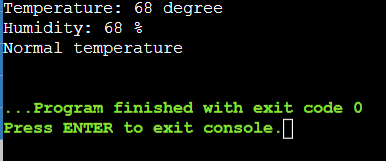 Temperature: 68 degree
Humidity: 68 %
Normal temperature
...Program finished with exit code 0
Press ENTER to exit console.